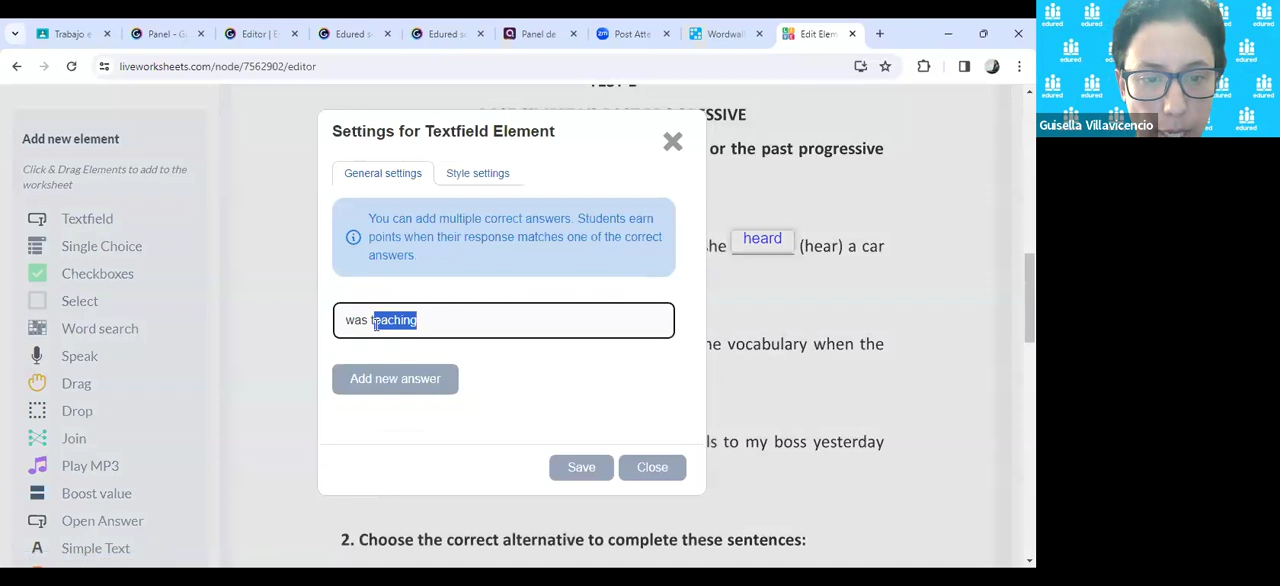 Trabajo e
Panel - G
Editor | E
Edured s
Edured s
Panel de
zm
Post Atte
Wordwall
Edit Elem
liveworksheets.com/node/7562902/editor
edured
Guisella Villavicencio
Add new element
Click & Drag Elements to add to the
worksheet
Textfield
Single Choice
Checkboxes
Select
Word search
Speak
Drag
Drop
Join
Play MP3
Boost value
Open Answer
A Simple Text
Settings for Textfield Element
General settings
Style settings
You can add multiple correct answers. Students earn
points when their response matches one of the correct
answers.
was teaching
Add new answer
Save
Close
or the past progressive
she heard (hear) a car
he vocabulary when the
ls to my boss yesterday
2. Choose the correct alternative to complete these sentences: